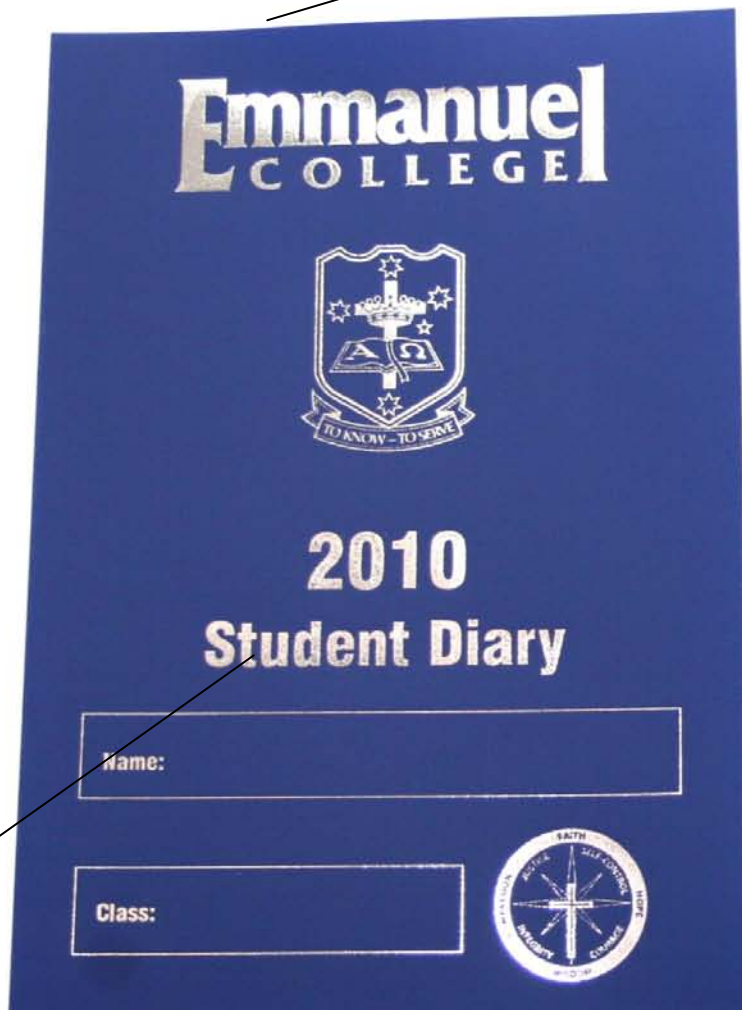 Emmanuel
COLLEGE
A Ω
TO KNOW – TO SERVE
2010
Student Diary
Name:
Class:
FAITH
SELF-CONTROL
HOPE
COURAGE
WISDOM
INTEGRITY
JUSTICE